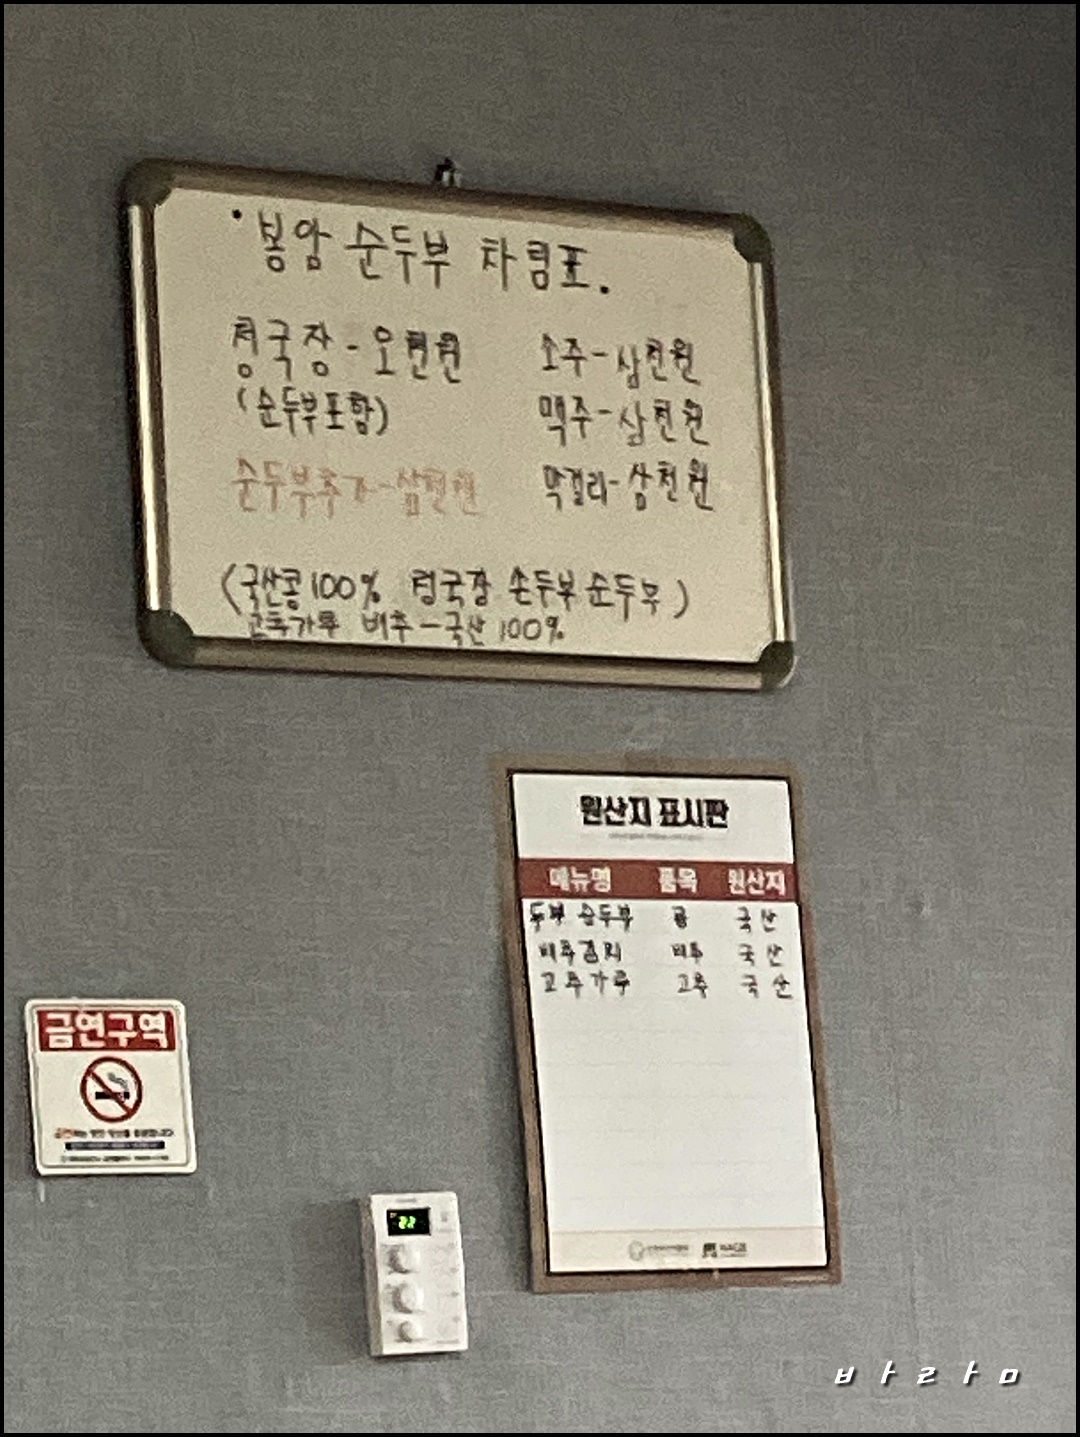 · 봉암 순두부 차림표.
청국장 - 오천원
(순두부포함)
순두부추가 - 삼천원
소주 - 삼천원
맥주 - 삼천원
막걸리 - 삼천원
(국산콩 100% 청국장 손두부 순두부)
고추가루 배추 - 국산 100%
원산지 표시판
메뉴명 품목 원산지
두부 순두부 콩 국산
배추김치 배추 국산
고추가루 고추 국산
금연구역
22
바 라 ㅁ